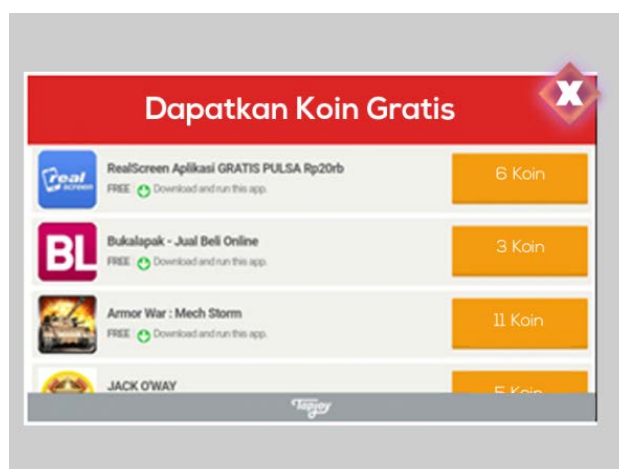 Dapatkan Koin Gratis
X
real
screen
RealScreen Aplikasi GRATIS PULSA Rp20rb
FREE Download and run this app.
6 Koin
BL
Bukalapak - Jual Beli Online
FREE Download and run this app.
3 Koin
Armor War : Mech Storm
FREE Download and run this app.
11 Koin
JACK O'WAY
5 Koin
Tapjoy